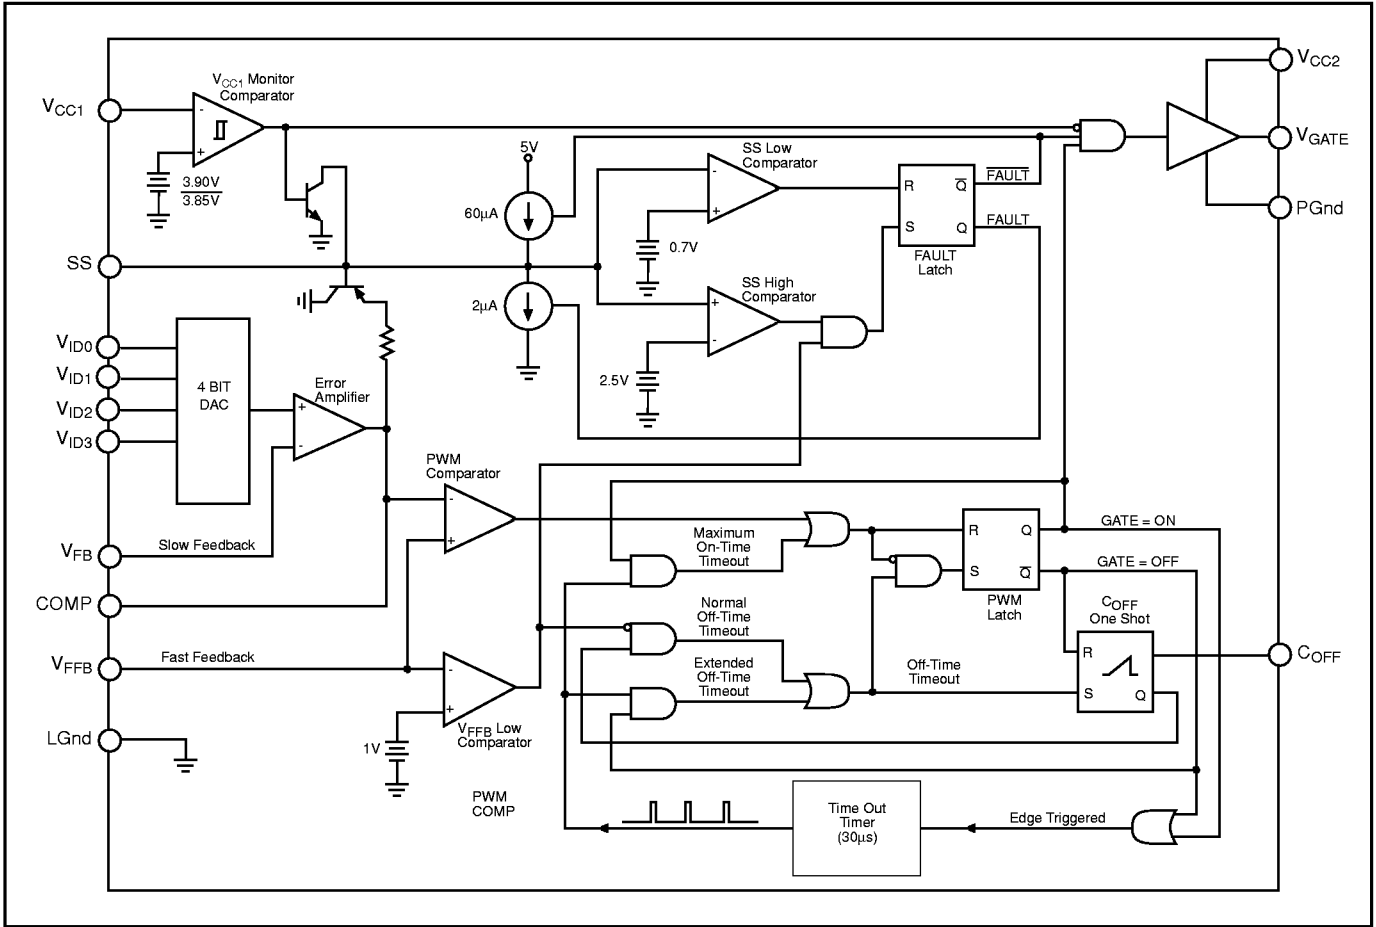 VCC1
VCC1 Monitor
Comparator
-
+
3.90V
3.85V
5V
60µA
SS Low
Comparator
-
+
0.7V
R
Q
S
Q
FAULT
FAULT
FAULT
Latch
VCC2
VGATE
PGnd
SS
2µA
SS High
Comparator
+
-
2.5V
VID0
VID1
VID2
VID3
4 BIT
DAC
Error
Amplifier
+
-
PWM
Comparator
-
+
VFB
Slow Feedback
COMP
VFFB
Fast Feedback
LGnd
Maximum
On-Time
Timeout
R
Q
S
Q
PWM
Latch
GATE = ON
GATE = OFF
Normal
Off-Time
Timeout
COFF
One Shot
R
S
Q
COFF
Extended
Off-Time
Timeout
Off-Time
Timeout
-
+
VFFB Low
Comparator
1V
PWM
COMP
Time Out
Timer
(30µs)
Edge Triggered